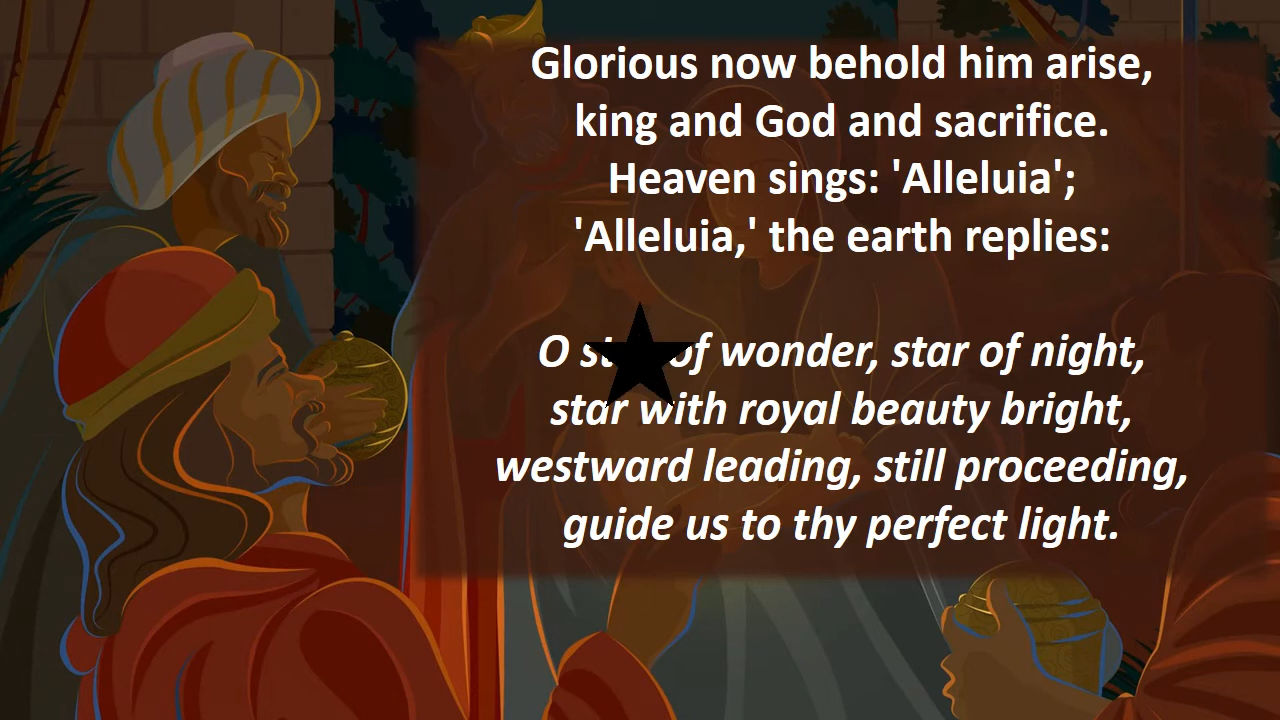 Glorious now behold him arise,
king and God and sacrifice.
Heaven sings: 'Alleluia';
'Alleluia,' the earth replies:
O of wonder, star of night,
star with royal beauty bright,
westward leading, still proceeding,
guide us to thy perfect light.